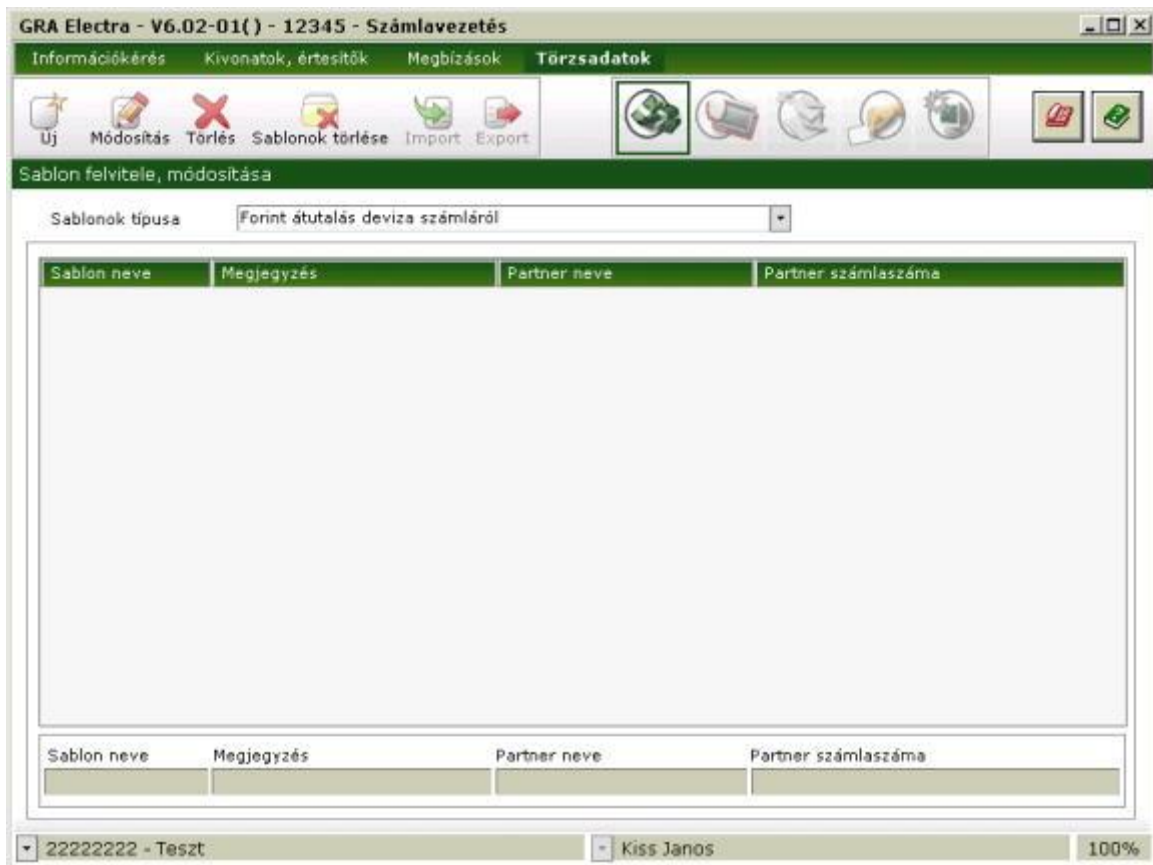 GRA Electra - V6.02-01( ) - 12345 - Számlavezetés
Információkérés Kivonatok, értesítők Megbízások Törzsadatok
Új Módosítás Törlés Sablonok törlése Import Export
Sablon felvitele, módosítása
Sablonok típusa Forint átutalás deviza számláról
Sablon neve Megjegyzés Partner neve Partner számlaszáma
Sablon neve Megjegyzés Partner neve Partner számlaszáma
22222222 - Teszt Kiss Janos 100%